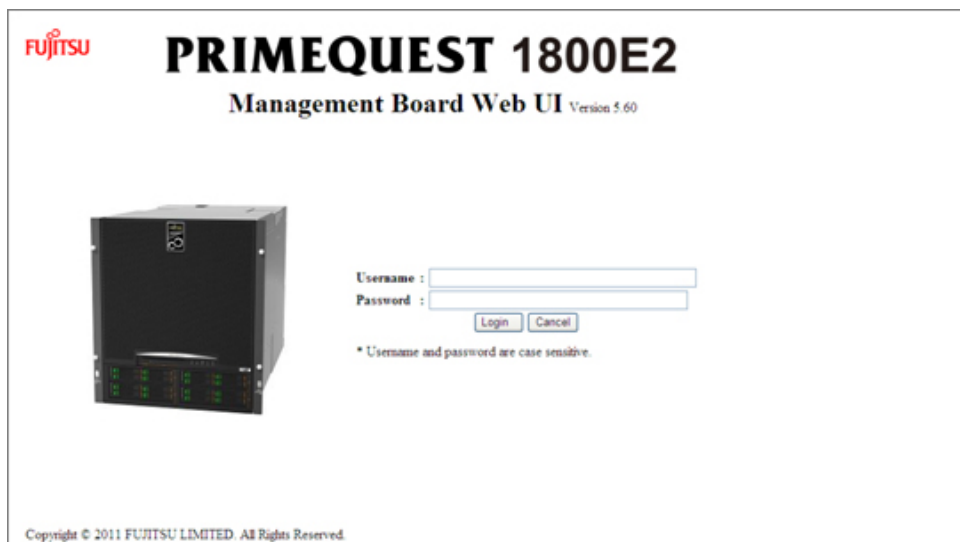 FUJITSU
PRIMEQUEST 1800E2
Management Board Web UI Version 5.60
Username :
Password :
Login Cancel
* Username and password are case sensitive.
Copyright © 2011 FUJITSU LIMITED. All Rights Reserved.